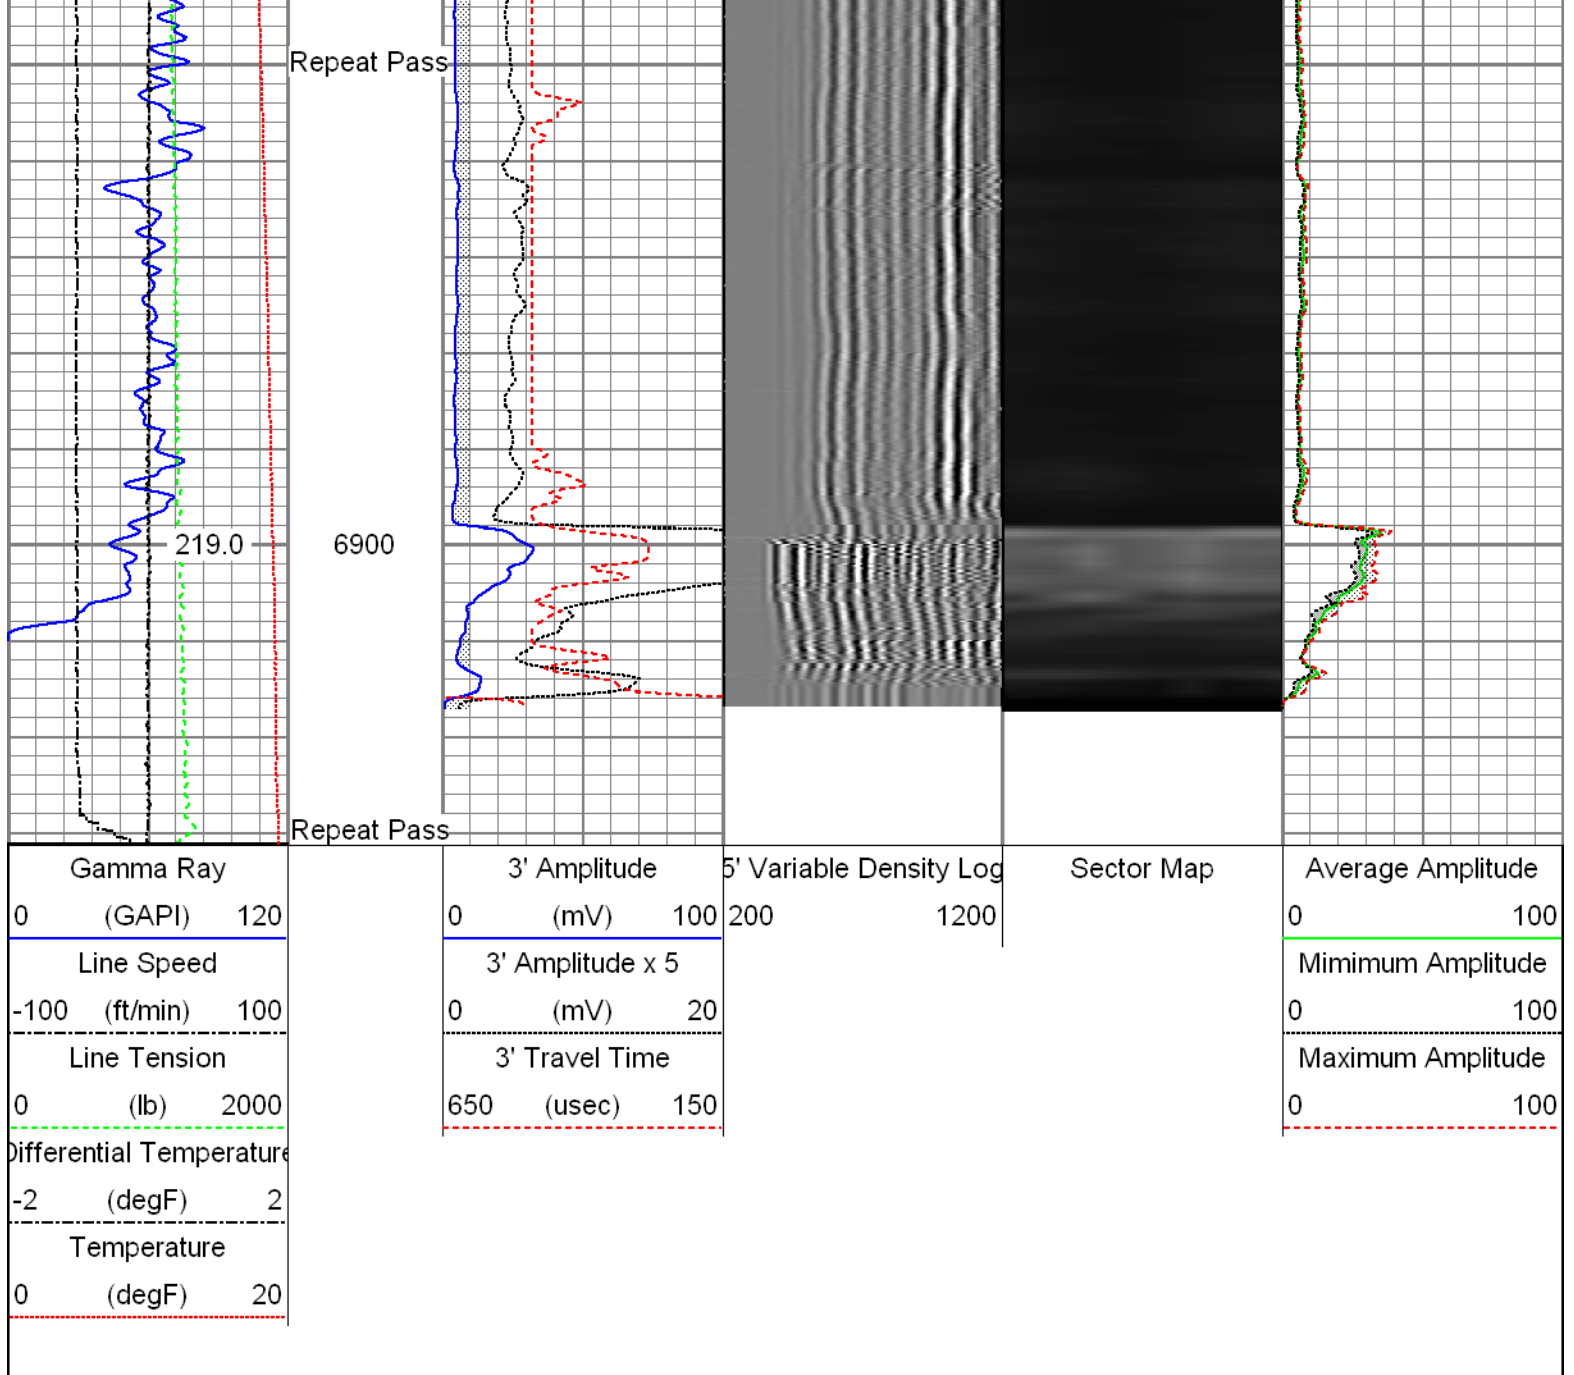 Repeat Pass
219.0
6900
Repeat Pass
Gamma Ray
0 (GAPI) 120
Line Speed
-100 (ft/min) 100
Line Tension
0 (lb) 2000
Differential Temperature
-2 (degF) 2
Temperature
0 (degF) 20
3' Amplitude
0 (mV) 100
3' Amplitude x 5
0 (mV) 20
3' Travel Time
650 (usec) 150
5' Variable Density Log
200 1200
Sector Map
Average Amplitude
0 100
Mimimum Amplitude
0 100
Maximum Amplitude
0 100